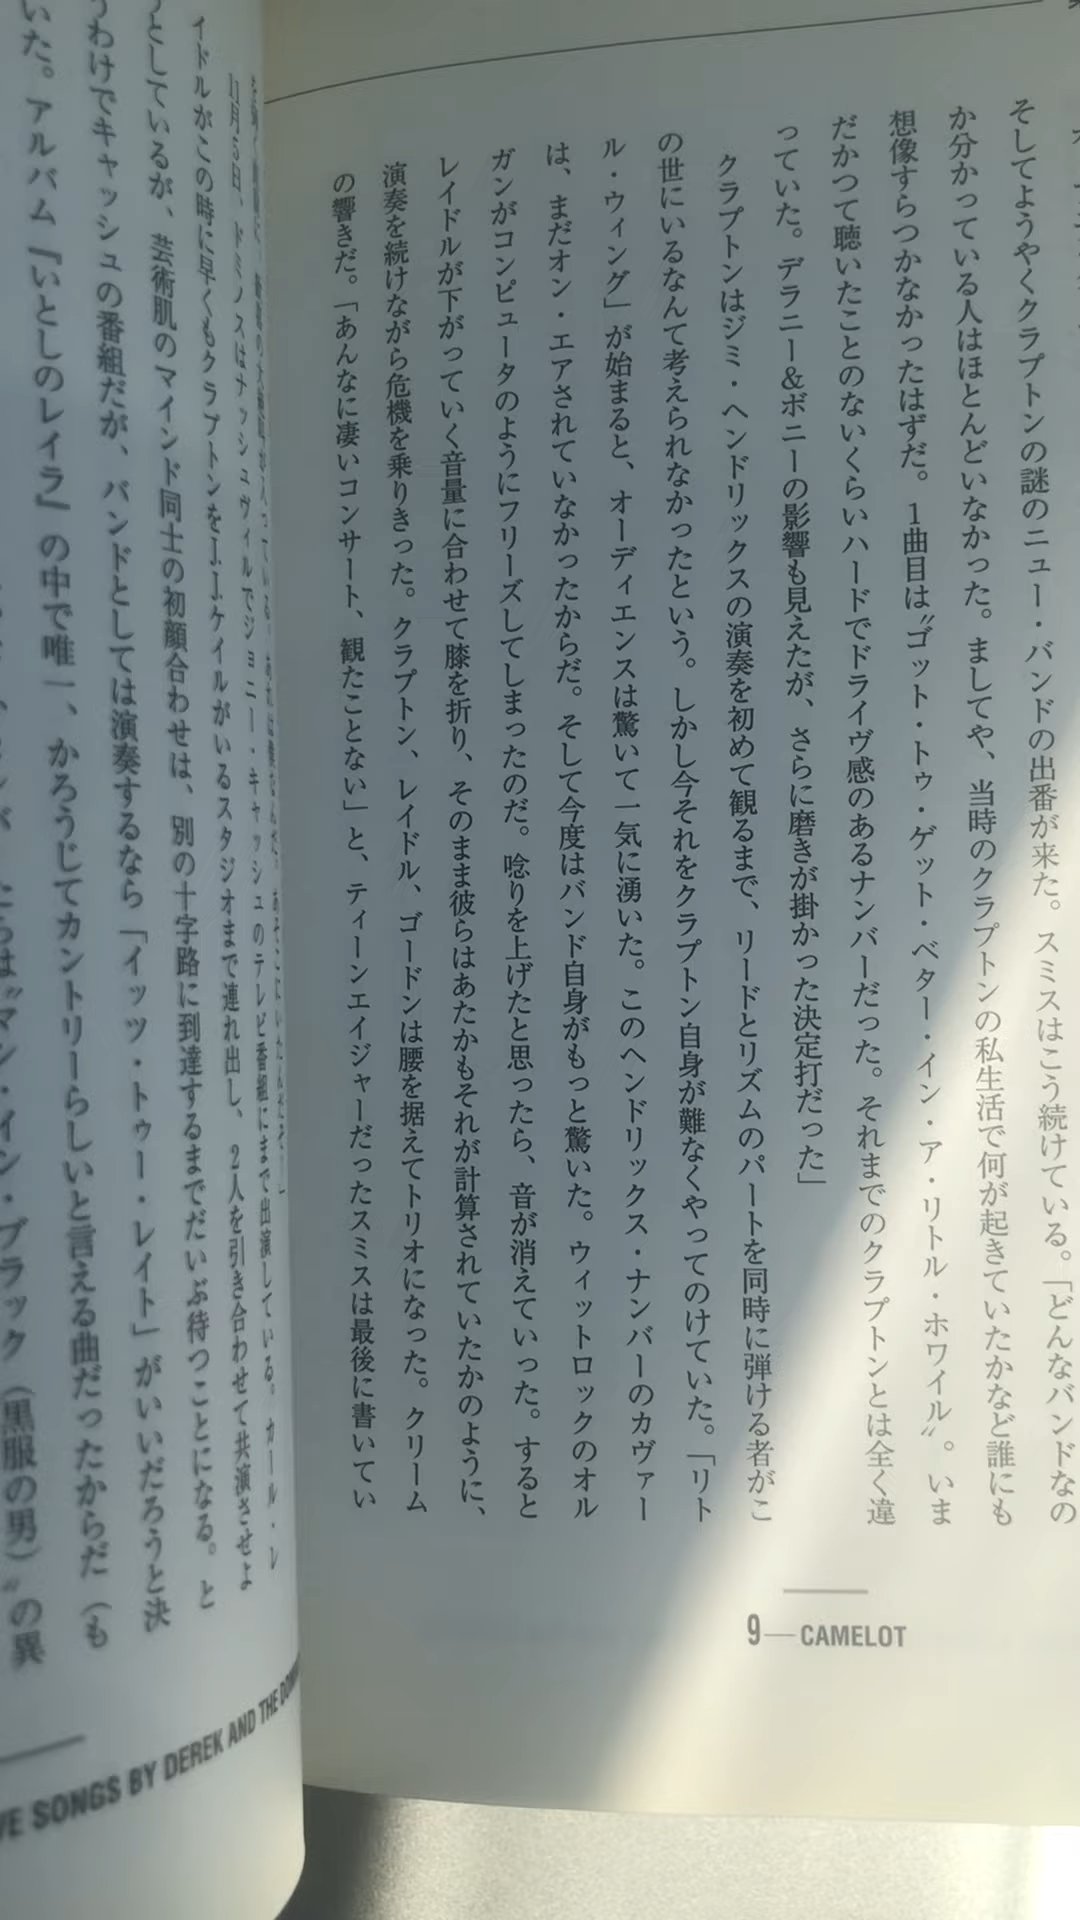 そしてようやくクラプトンの謎のニュー・バンドの出番が来た。スミスはこう続けている。「どんなバンドなの
か分かっている人はほとんどいなかった。ましてや、当時のクラプトンの私生活で何が起きていたかなど誰にも
想像すらつかなかったはずだ。1曲目は〝ゴット・トゥ・ゲット・ベター・イン・ア・リトル・ホワイル〟。いま
だかつて聴いたことのないくらいハードでドライヴ感のあるナンバーだった。それまでのクラプトンとは全く違
っていた。デラニー&ボニーの影響も見えたが、さらに磨きが掛かった決定打だった」
クラプトンはジミ・ヘンドリックスの演奏を初めて観るまで、リードとリズムのパートを同時に弾ける者がこ
の世にいるなんて考えられなかったという。しかし今それをクラプトン自身が難なくやってのけていた。「リト
ル・ウィング」が始まると、オーディエンスは驚いて一気に湧いた。このヘンドリックス・ナンバーのカヴァー
は、まだオン・エアされていなかったからだ。そして今度はバンド自身がもっと驚いた。ウィットロックのオル
ガンがコンピュータのようにフリーズしてしまったのだ。唸りを上げたと思ったら、音が消えていった。すると
レイドルが下がっていく音量に合わせて膝を折り、そのまま彼らはあたかもそれが計算されていたかのように、
演奏を続けながら危機を乗りきった。クラプトン、レイドル、ゴードンは腰を据えてトリオになった。クリーム
の響きだ。「あんなに凄いコンサート、観たことない」と、ティーンエイジャーだったスミスは最後に書いてい
9—CAMELOT
11月5日、ドミノスはナッシュヴィルでジョニー・キャッシュのテレビ番組にまで出演している。カール・レ
イドルがこの時に早くもクラプトンをJ.J.ケイルがいるスタジオまで連れ出し、2人を引き合わせて共演させよ
うとしているが、芸術肌のマインド同士の初顔合わせは、別の十字路に到達するまでだいぶ待つことになる。と
うわけでキャッシュの番組だが、バンドとしては演奏するなら「イッツ・トゥー・レイト」がいいだろうと決
いた。アルバム『いとしのレイラ』の中で唯一、かろうじてカントリーらしいと言える曲だったからだ（も
は〝マン・イン・ブラック（黒服の男）〟の異
VE SONGS BY DEREK AND THE